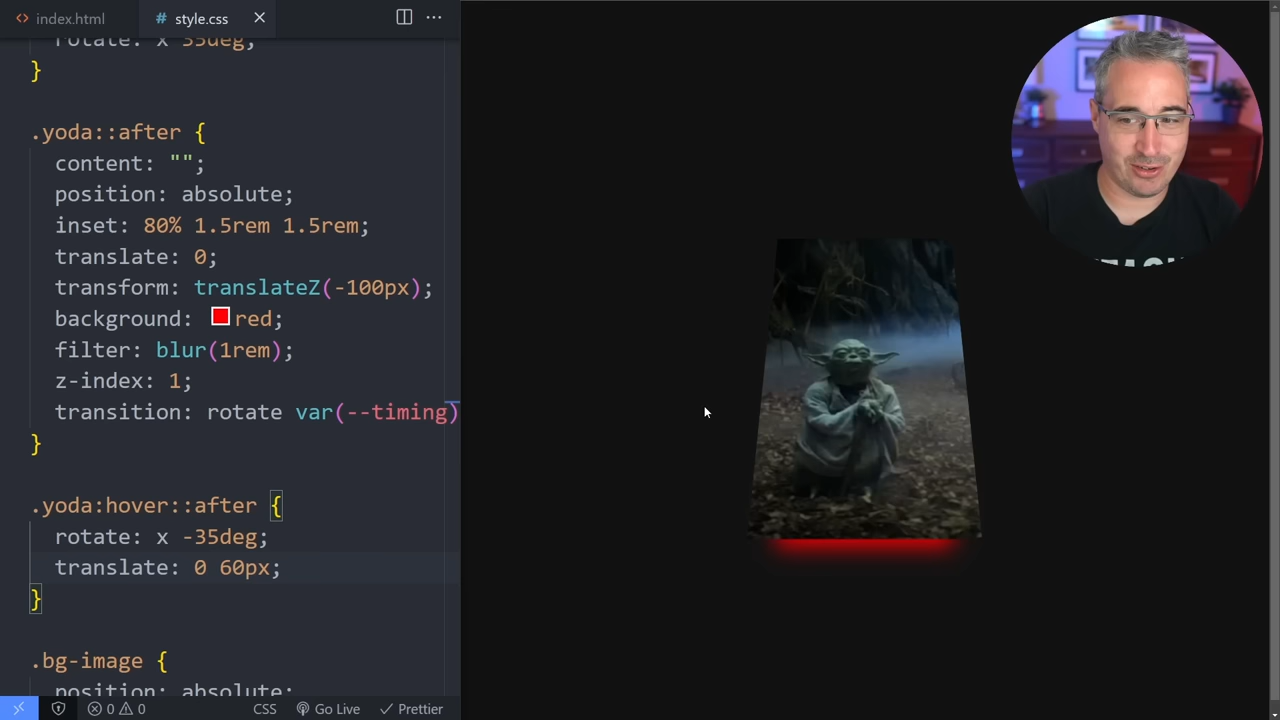 index.html
# style.css
rotate: x 35deg;
}
.yoda::after {
content: "";
position: absolute;
inset: 80% 1.5rem 1.5rem;
translate: 0;
transform: translateZ(-100px);
background: red;
filter: blur(1rem);
z-index: 1;
transition: rotate var(--timing)
}
.yoda:hover::after {
rotate: x -35deg;
translate: 0 60px;
}
.bg-image {
position: absolute;
0 0 CSS Go Live Prettier